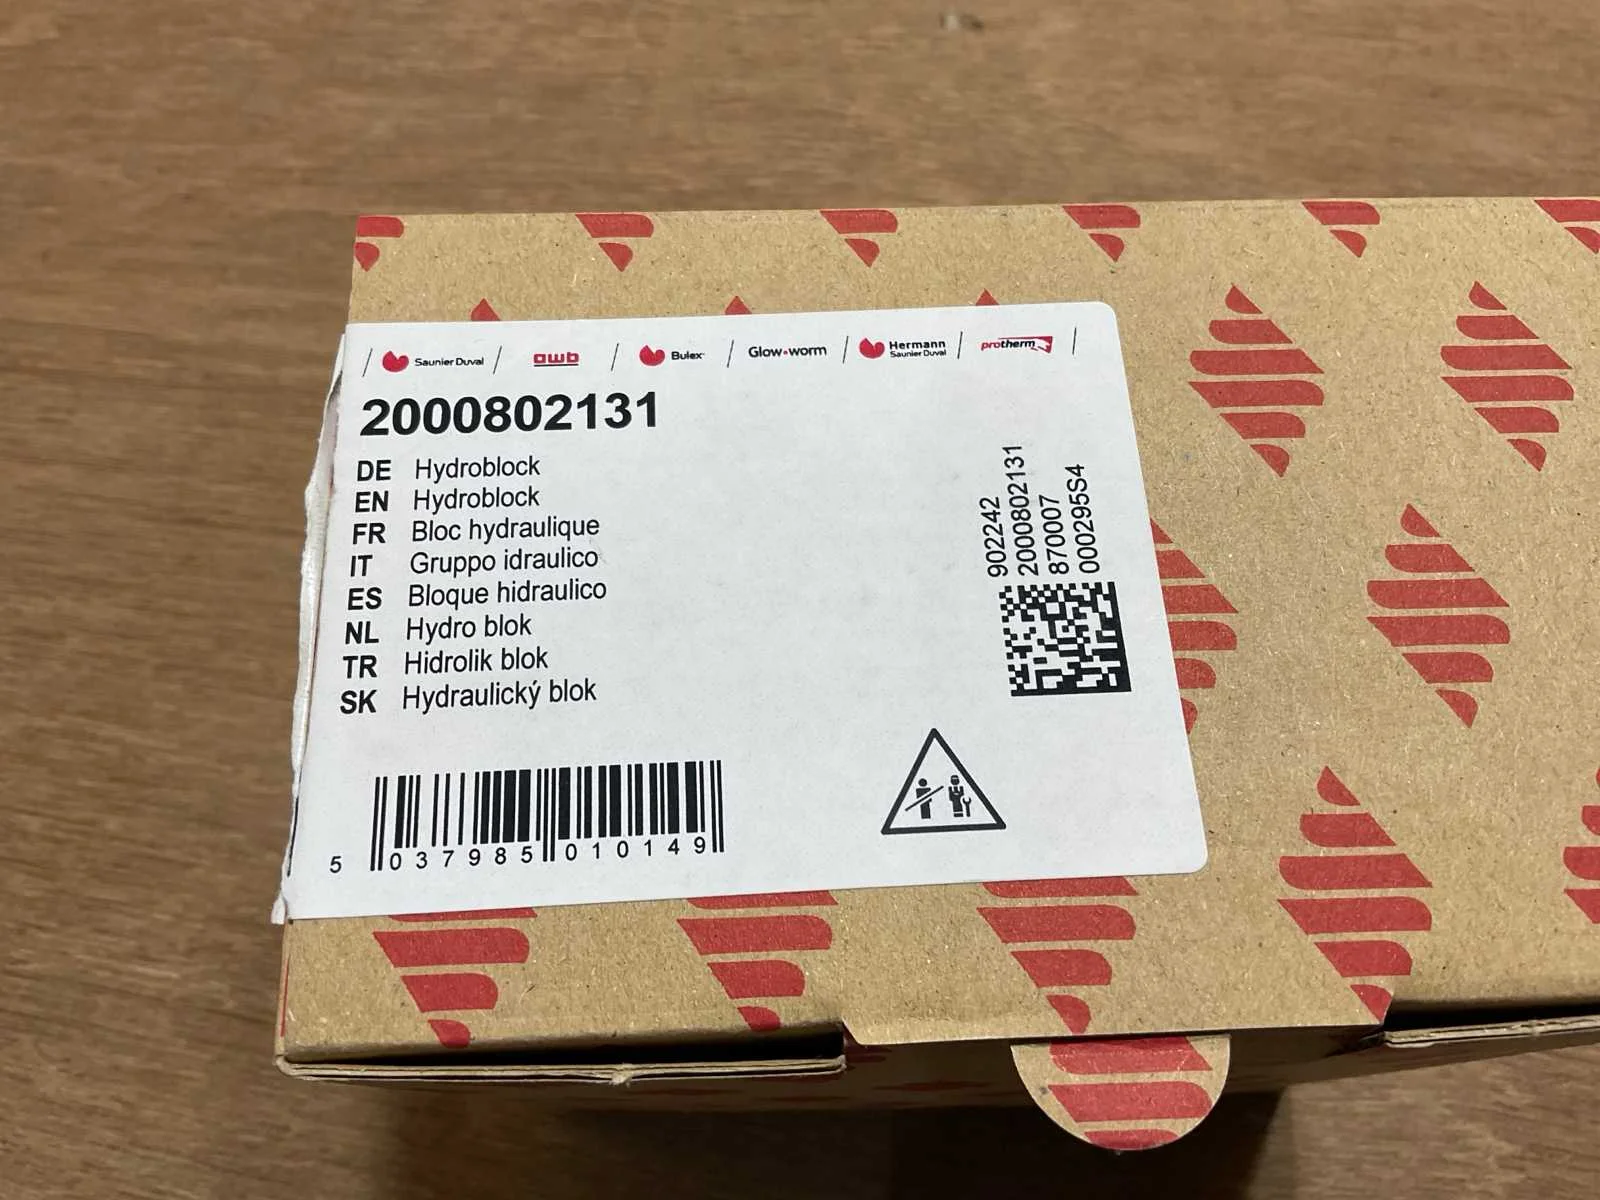 Saunier Duval awb Bulex Glow-worm Hermann Saunier Duval protherm
2000802131
DE Hydroblock
EN Hydroblock
FR Bloc hydraulique
IT Gruppo idraulico
ES Bloque hidraulico
NL Hydro blok
TR Hidrolik blok
SK Hydraulický blok
902242
2000802131
870007
000295S4
5 037985 010149